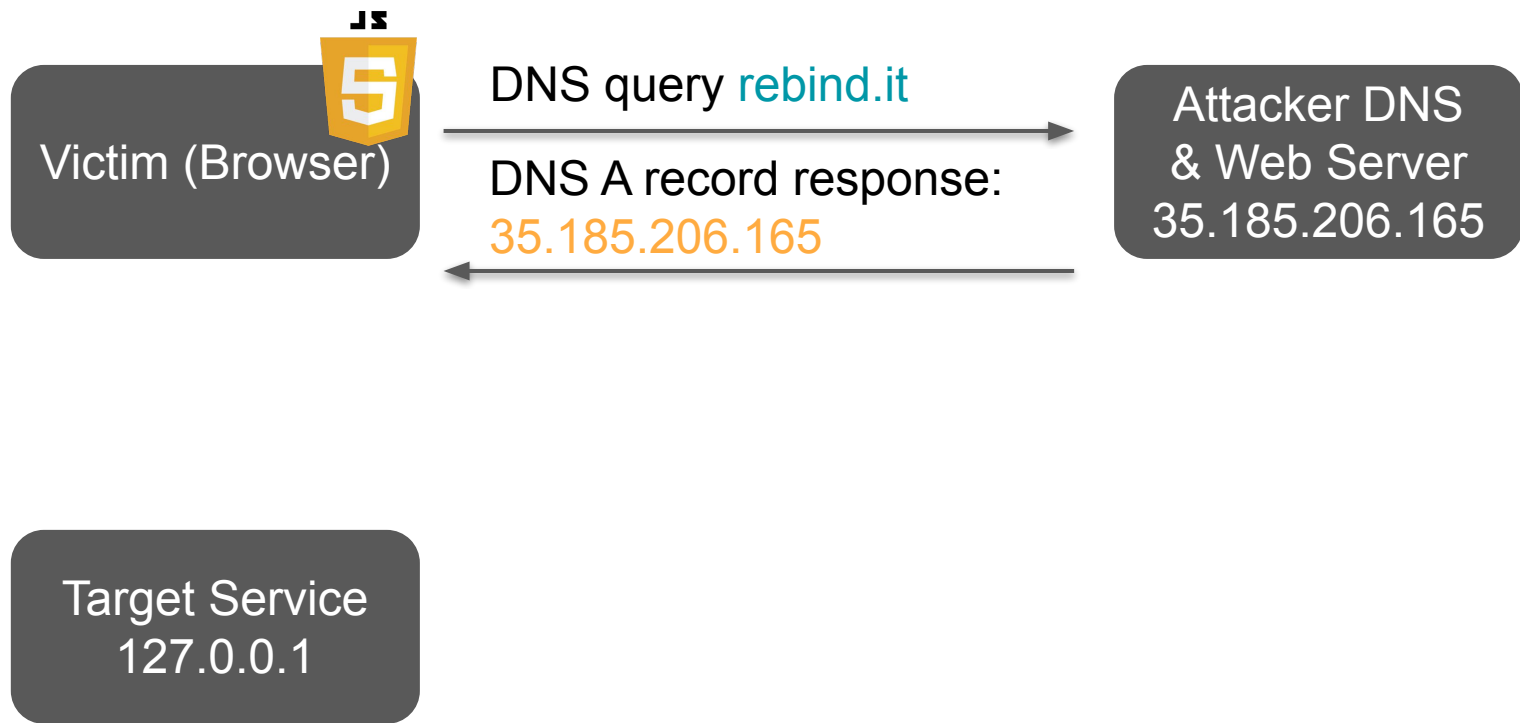 JS
Victim (Browser)
DNS query rebind.it
DNS A record response:
35.185.206.165
Attacker DNS
& Web Server
35.185.206.165
Target Service
127.0.0.1